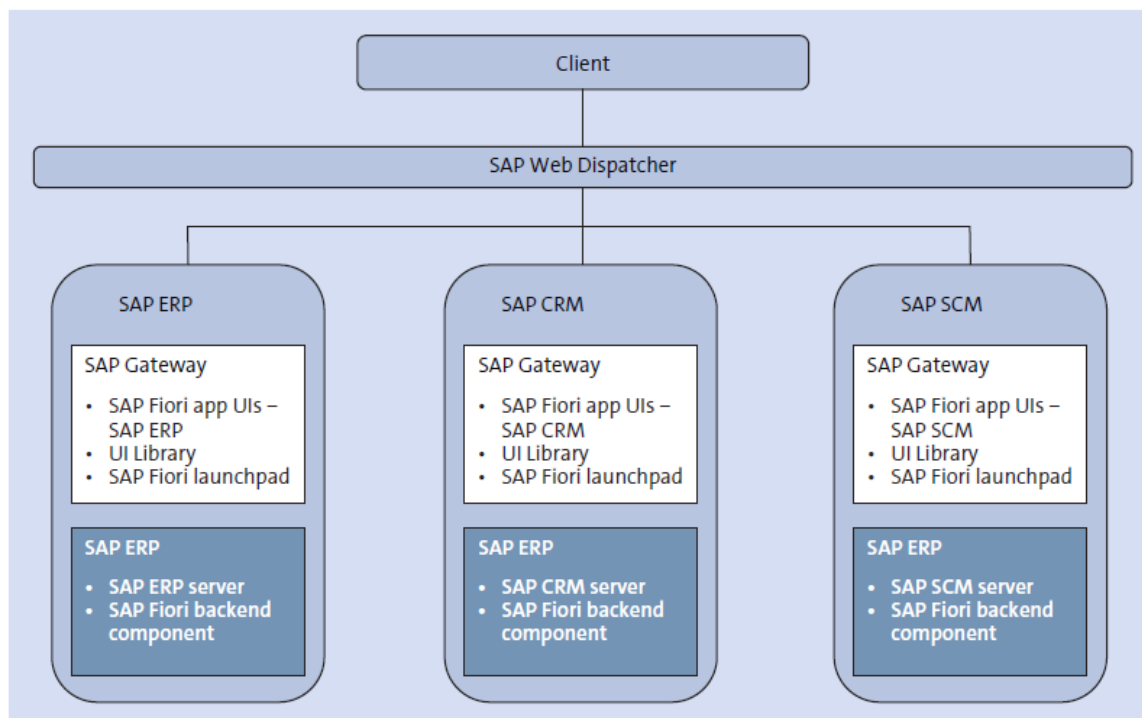 Client
SAP Web Dispatcher
SAP ERP
SAP Gateway
• SAP Fiori app UIs –
SAP ERP
• UI Library
• SAP Fiori launchpad
SAP ERP
• SAP ERP server
• SAP Fiori backend
component
SAP CRM
SAP Gateway
• SAP Fiori app UIs –
SAP CRM
• UI Library
• SAP Fiori launchpad
SAP ERP
• SAP CRM server
• SAP Fiori backend
component
SAP SCM
SAP Gateway
• SAP Fiori app UIs –
SAP SCM
• UI Library
• SAP Fiori launchpad
SAP ERP
• SAP SCM server
• SAP Fiori backend
component